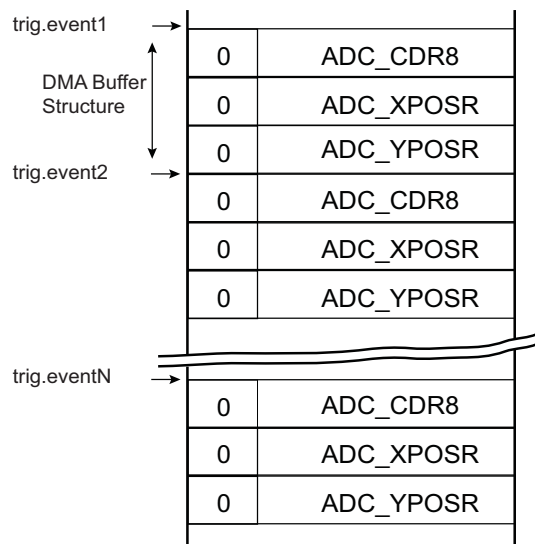 trig.event1
0 ADC_CDR8
DMA Buffer
Structure
0 ADC_XPOSR
0 ADC_YPOSR
trig.event2
0 ADC_CDR8
0 ADC_XPOSR
0 ADC_YPOSR
trig.eventN
0 ADC_CDR8
0 ADC_XPOSR
0 ADC_YPOSR